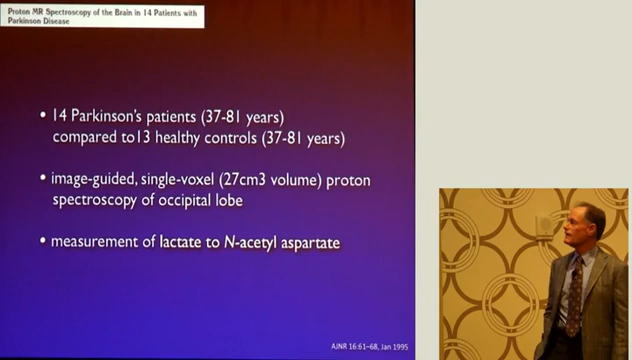 Proton MR Spectroscopy of the Brain in 14 Patients with
Parkinson Disease
• 14 Parkinson's patients (37-81 years)
compared to13 healthy controls (37-81 years)
• image-guided, single-voxel (27cm3 volume) proton
spectroscopy of occipital lobe
• measurement of lactate to N-acetyl aspartate
AJNR 16:61–68, Jan 1995